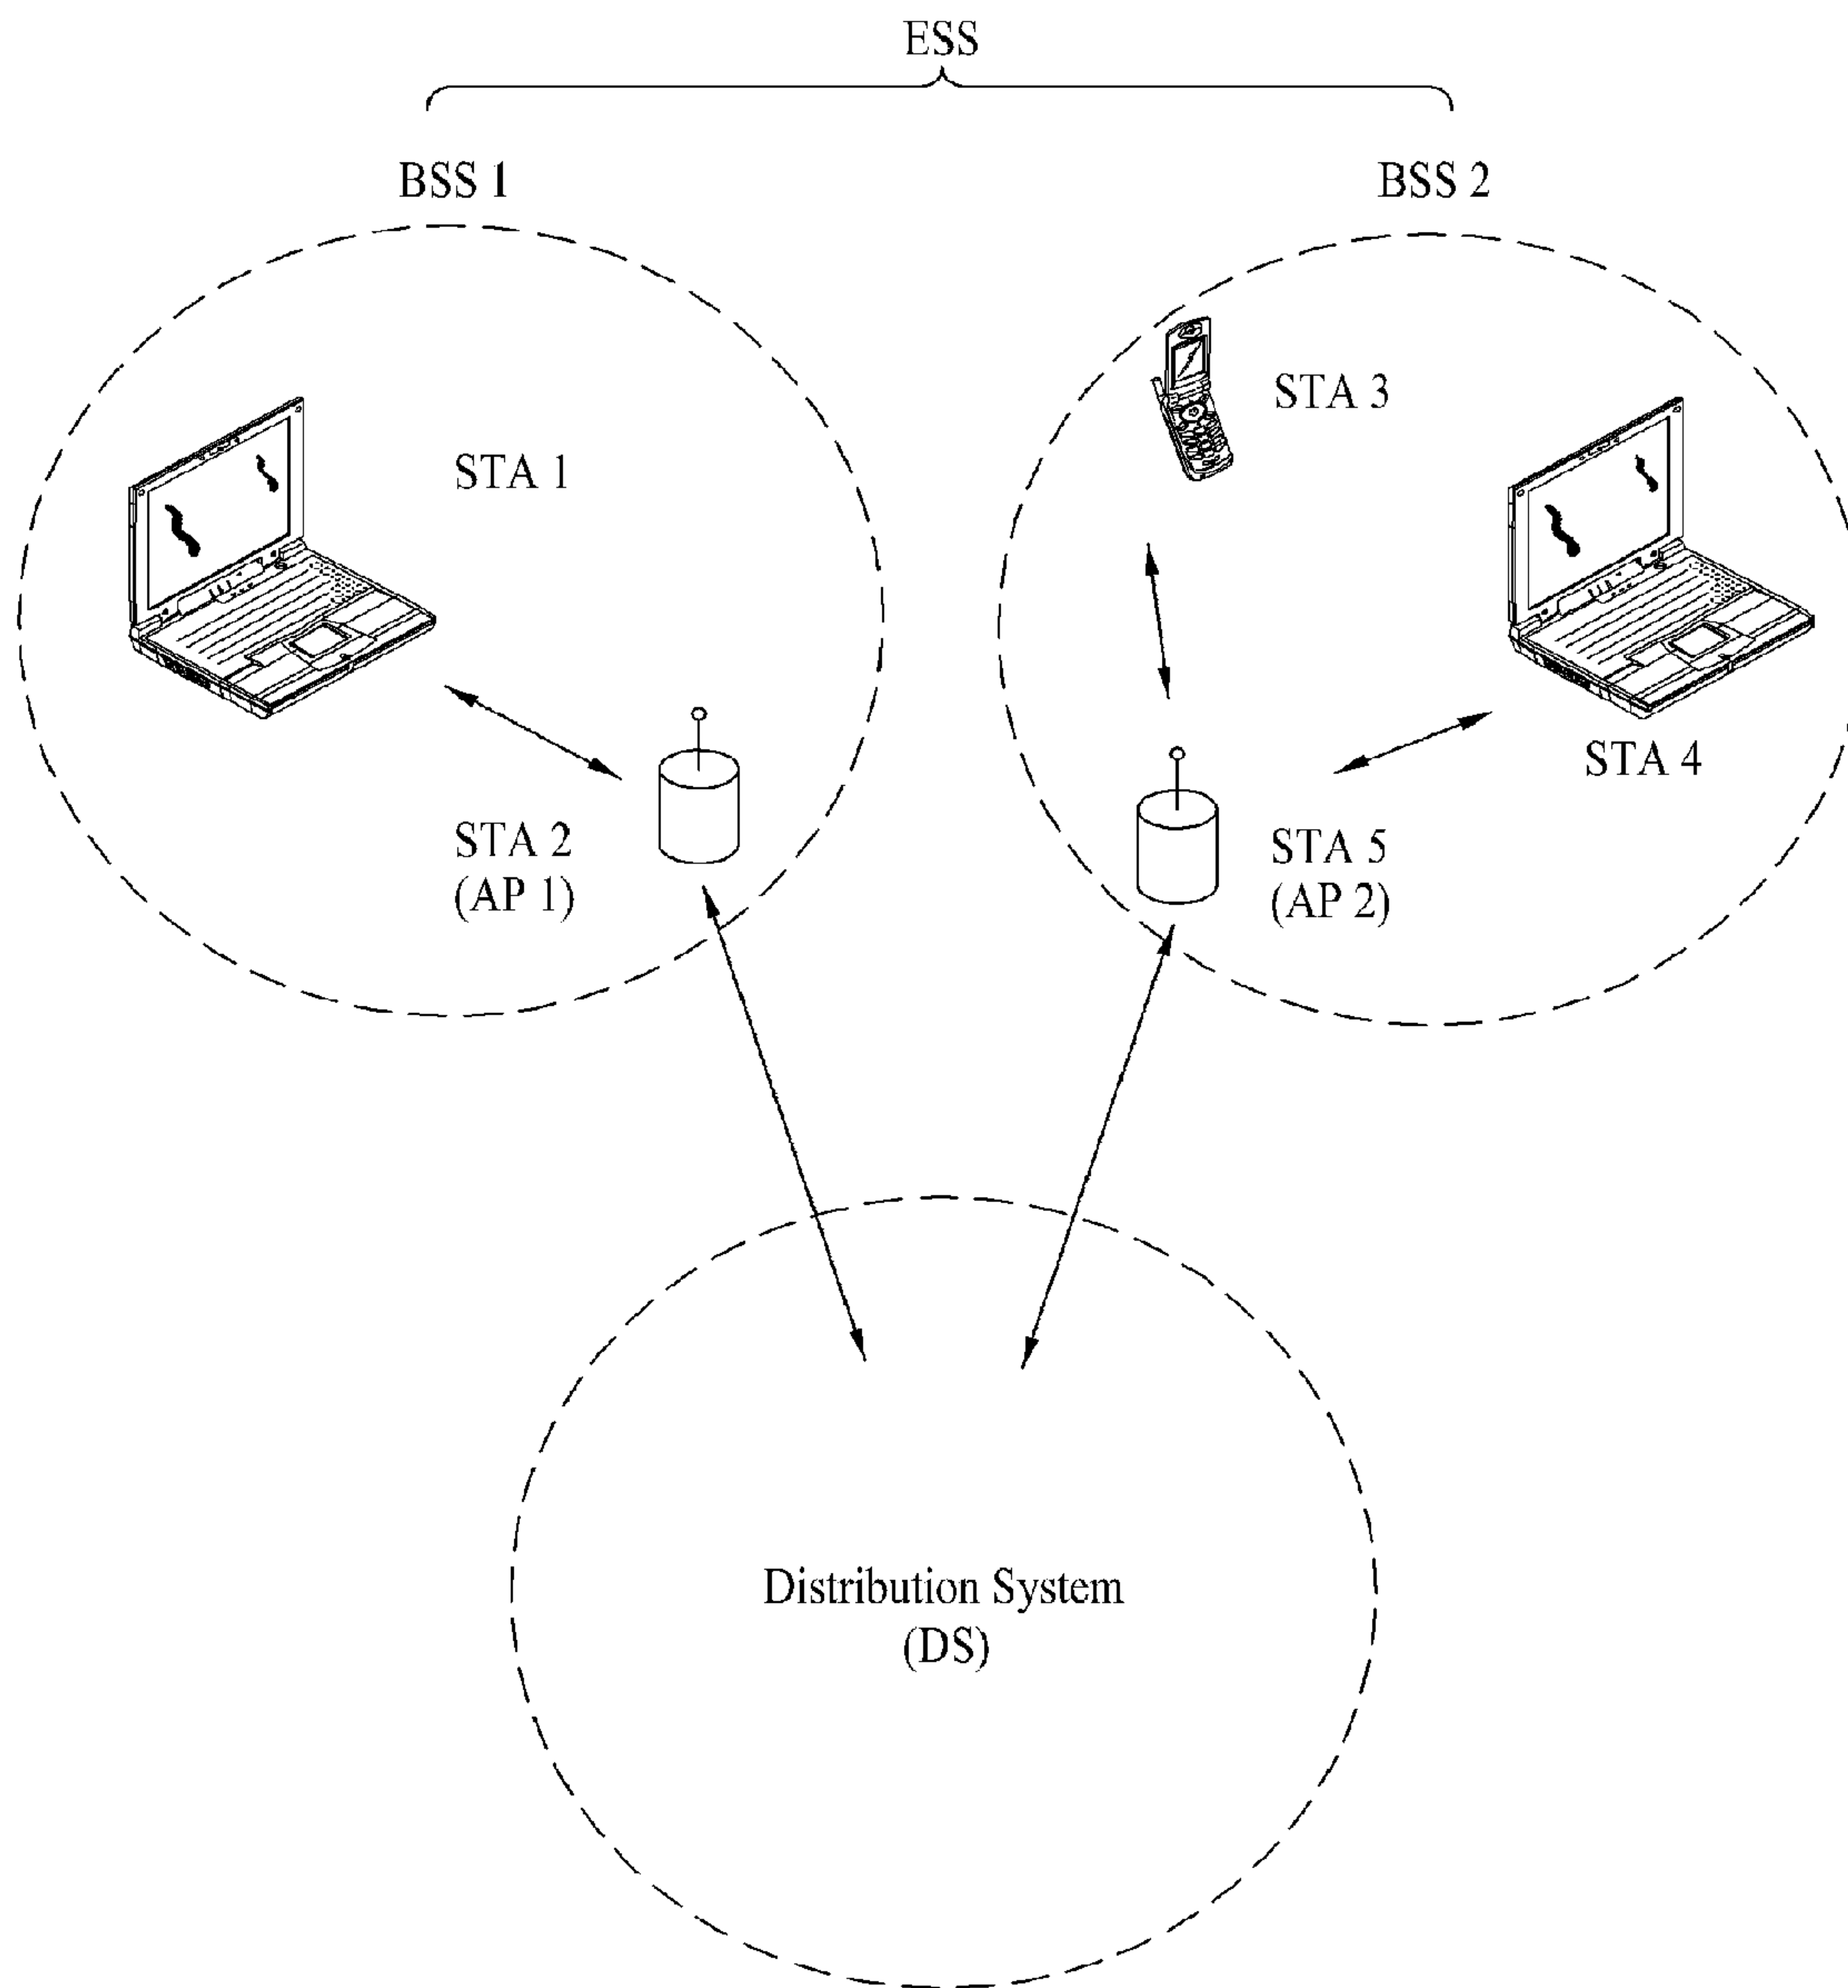 ESS
BSS 1
BSS 2
STA 3
STA 1
STA 4
STA 2
(AP 1)
STA 5
(AP 2)
Distribution System
(DS)